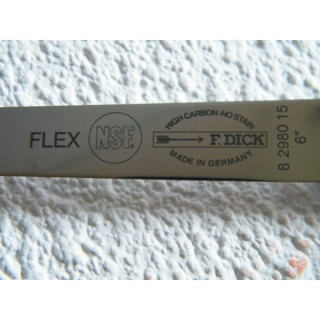 FLEX
NSF.
HIGH CARBON-NO STAIN
F. DICK
MADE IN GERMANY
8 2980 15
6"